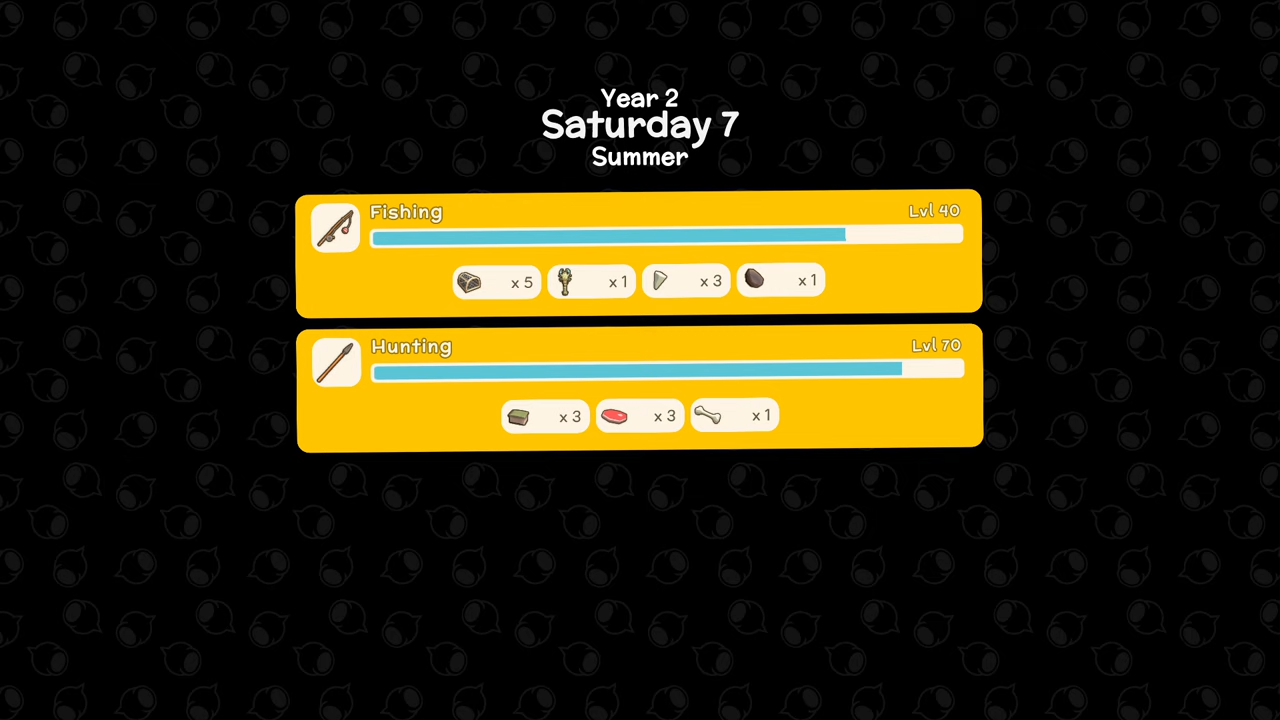 Year 2
Saturday 7
Summer
Fishing
Lvl 40
x 5
x 1
x 3
x 1
Hunting
Lvl 70
x 3
x 3
x 1